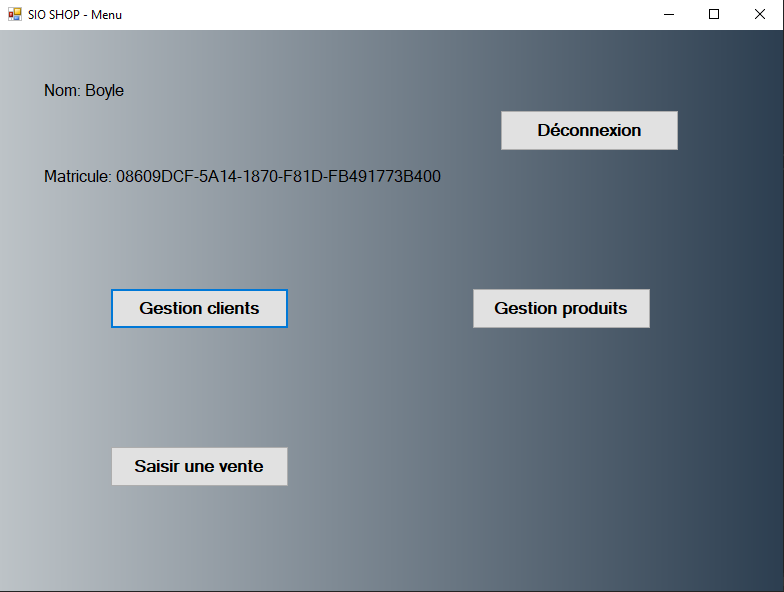 SIO SHOP - Menu
Nom: Boyle
Déconnexion
Matricule: 08609DCF-5A14-1870-F81D-FB491773B400
Gestion clients
Gestion produits
Saisir une vente